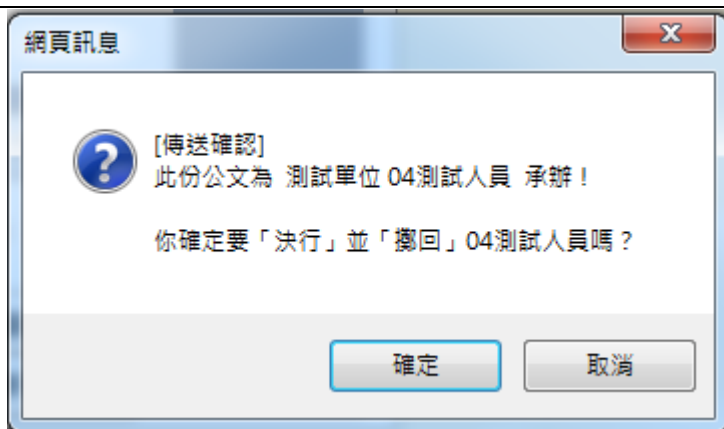 網頁訊息
[傳送確認]
此份公文為 測試單位 04測試人員 承辦！
你確定要「決行」並「擲回」04測試人員嗎？
確定
取消